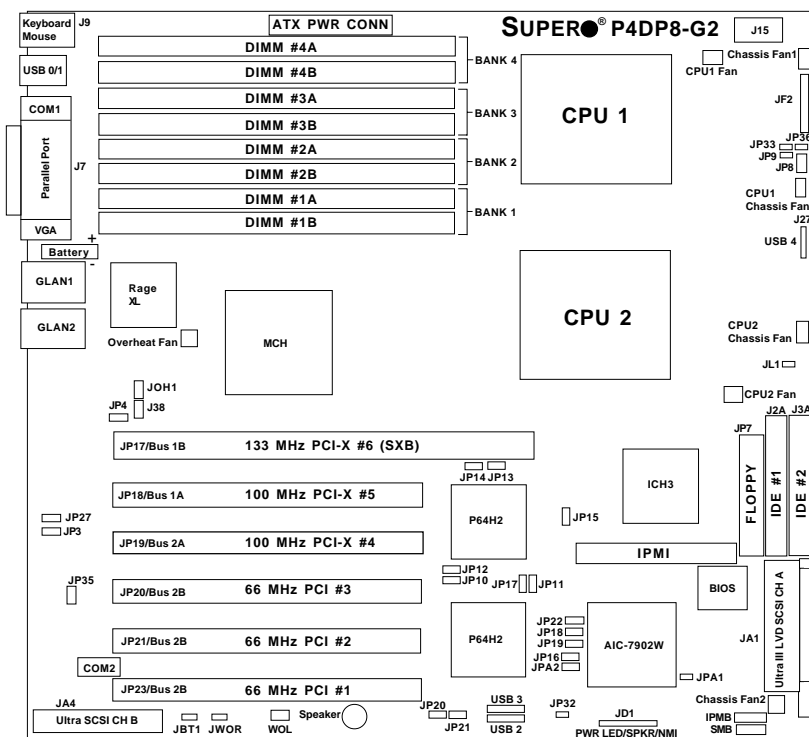 Keyboard
Mouse
J9
ATX PWR CONN
SUPER® P4DP8-G2
J15
Chassis Fan1
CPU1 Fan
USB 0/1
DIMM #4A
DIMM #4B
BANK 4
DIMM #3A
DIMM #3B
BANK 3
DIMM #2A
DIMM #2B
BANK 2
DIMM #1A
DIMM #1B
BANK 1
CPU 1
COM1
Parallel Port
J7
VGA
Battery
+
-
JF2
JP33
JP36
JP9
JP8
CPU1
Chassis Fan
J27
USB 4
GLAN1
GLAN2
Rage
XL
Overheat Fan
MCH
CPU 2
CPU2
Chassis Fan
JL1
CPU2 Fan
JOH1
JP4
J38
J2A
J3A
JP7
FLOPPY
IDE #1
IDE #2
JP17/Bus 1B 133 MHz PCI-X #6 (SXB)
JP14
JP13
JP18/Bus 1A 100 MHz PCI-X #5
P64H2
JP15
ICH3
JP27
JP3
JP19/Bus 2A 100 MHz PCI-X #4
IPMI
JP12
JP10
JP17
JP11
JP35
JP20/Bus 2B 66 MHz PCI #3
BIOS
JP21/Bus 2B 66 MHz PCI #2
P64H2
JP22
JP18
JP19
JP16
JPA2
AIC-7902W
JPA1
JA1
Ultra III LVD SCSI CH A
COM2
JP23/Bus 2B 66 MHz PCI #1
JA4
Ultra SCSI CH B
JBT1
JWOR
WOL
Speaker
JP20
JP21
USB 3
USB 2
JP32
JD1
PWR LED/SPKR/NMI
Chassis Fan2
IPMB
SMB